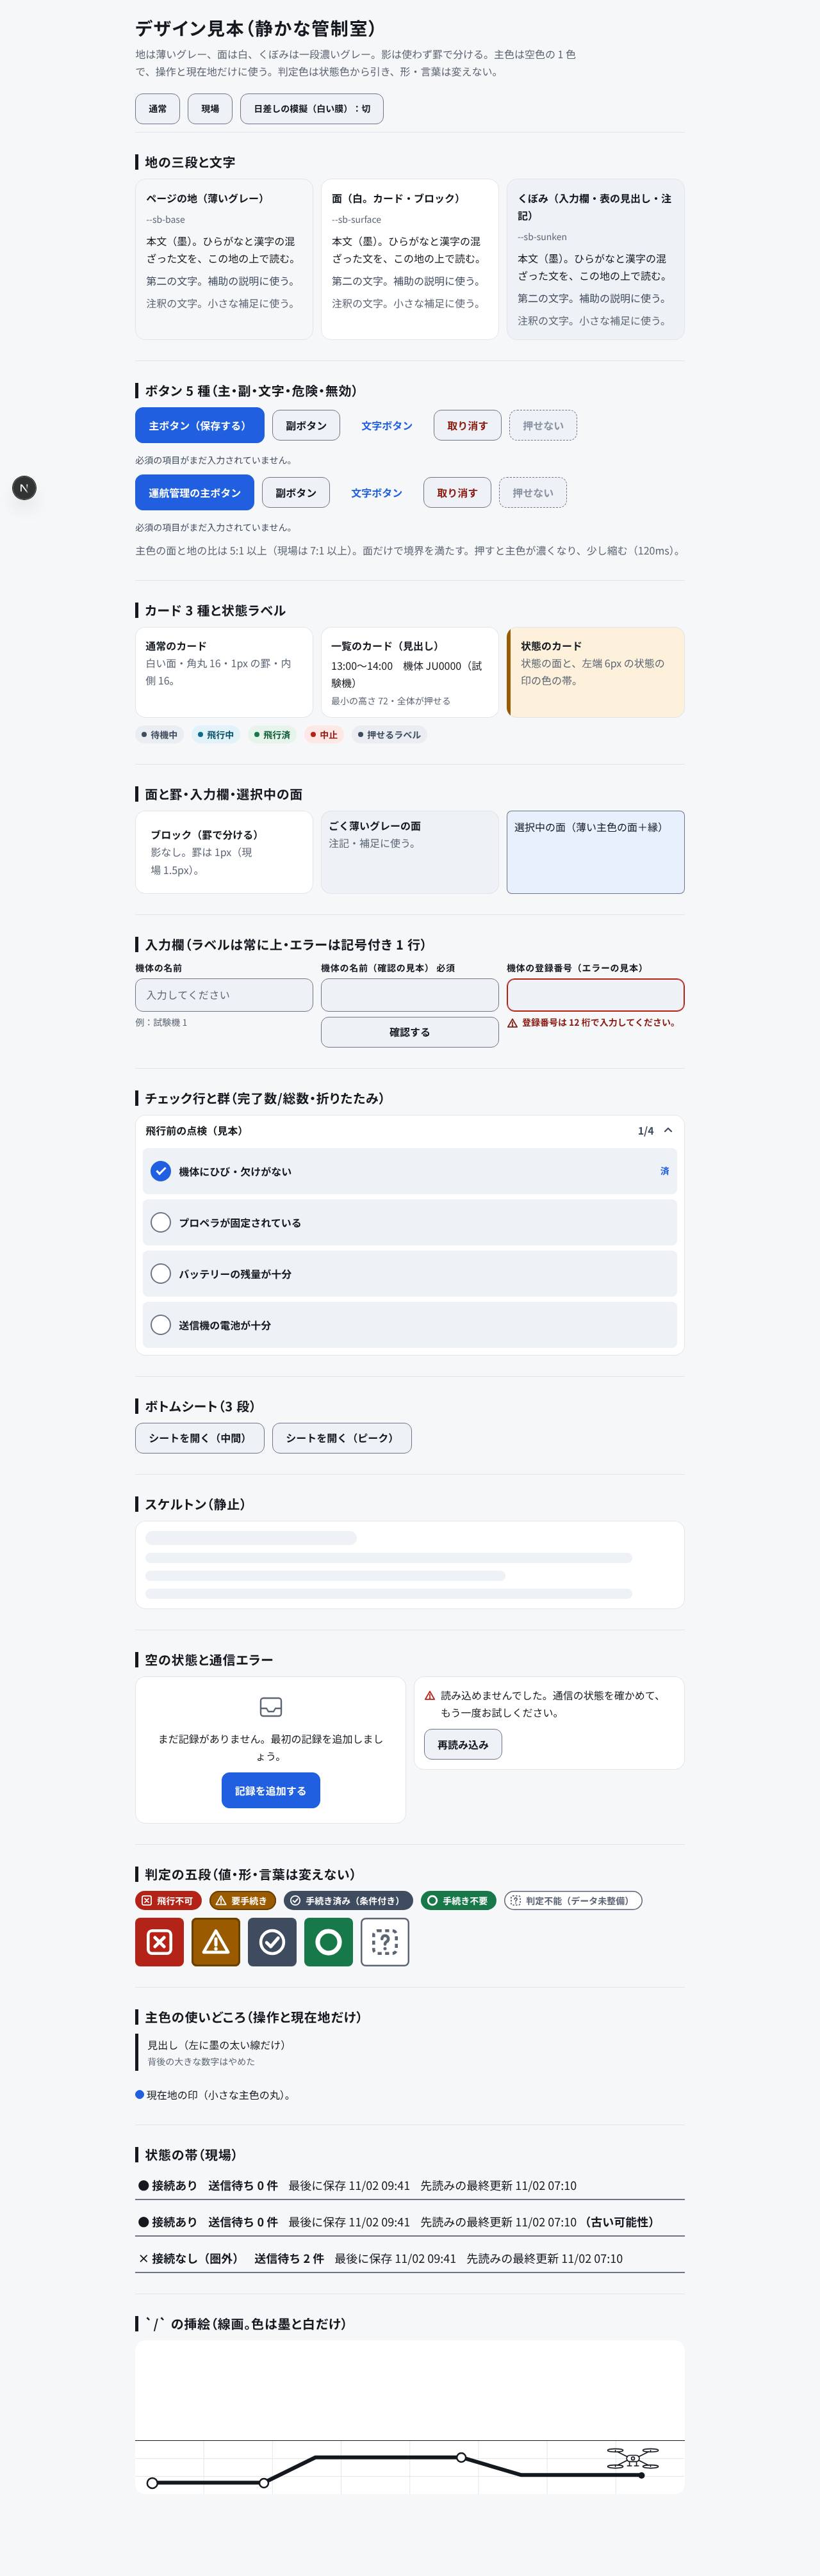 デザイン見本（静かな管制室）
地は薄いグレー、面は白、くぼみは一段濃いグレー。影は使わず罫で分ける。主色は空色の 1 色
で、操作と現在地だけに使う。判定色は状態色から引き、形・言葉は変えない。
通常
現場
日差しの模擬（白い膜）：切
地の三段と文字
ページの地（薄いグレー）
--sb-base
本文（墨）。ひらがなと漢字の混
ざった文を、この地の上で読む。
第二の文字。補助の説明に使う。
注釈の文字。小さな補足に使う。
面（白。カード・ブロック）
--sb-surface
本文（墨）。ひらがなと漢字の混
ざった文を、この地の上で読む。
第二の文字。補助の説明に使う。
注釈の文字。小さな補足に使う。
くぼみ（入力欄・表の見出し・注
記）
--sb-sunken
本文（墨）。ひらがなと漢字の混
ざった文を、この地の上で読む。
第二の文字。補助の説明に使う。
注釈の文字。小さな補足に使う。
ボタン 5 種（主・副・文字・危険・無効）
主ボタン（保存する）
副ボタン
文字ボタン
取り消す
押せない
必須の項目がまだ入力されていません。
N
運航管理の主ボタン
副ボタン
文字ボタン
取り消す
押せない
必須の項目がまだ入力されていません。
主色の面と地の比は 5:1 以上（現場は 7:1 以上）。面だけで境界を満たす。押すと主色が濃くなり、少し縮む（120ms）。
カード 3 種と状態ラベル
通常のカード
白い面・角丸 16・1px の罫・内
側 16。
一覧のカード（見出し）
13:00〜14:00　機体 JU0000（試
験機）
最小の高さ 72・全体が押せる
状態のカード
状態の面と、左端 6px の状態の
印の色の帯。
待機中
飛行中
飛行済
中止
押せるラベル
面と罫・入力欄・選択中の面
ブロック（罫で分ける）
影なし。罫は 1px（現
場 1.5px）。
ごく薄いグレーの面
注記・補足に使う。
選択中の面（薄い主色の面＋縁）
入力欄（ラベルは常に上・エラーは記号付き 1 行）
機体の名前
入力してください
例：試験機 1
機体の名前（確認の見本） 必須
確認する
機体の登録番号（エラーの見本）
登録番号は 12 桁で入力してください。
チェック行と群（完了数/総数・折りたたみ）
飛行前の点検（見本）
1/4
機体にひび・欠けがない
済
プロペラが固定されている
バッテリーの残量が十分
送信機の電池が十分
ボトムシート（3 段）
シートを開く（中間）
シートを開く（ピーク）
スケルトン（静止）
空の状態と通信エラー
まだ記録がありません。最初の記録を追加しまし
ょう。
記録を追加する
読み込めませんでした。通信の状態を確かめて、
もう一度お試しください。
再読み込み
判定の五段（値・形・言葉は変えない）
飛行不可
要手続き
手続き済み（条件付き）
手続き不要
判定不能（データ未整備）
主色の使いどころ（操作と現在地だけ）
見出し（左に墨の太い線だけ）
背後の大きな数字はやめた
現在地の印（小さな主色の丸）。
状態の帯（現場）
● 接続あり　送信待ち 0 件　最後に保存 11/02 09:41　先読みの最終更新 11/02 07:10
● 接続あり　送信待ち 0 件　最後に保存 11/02 09:41　先読みの最終更新 11/02 07:10 （古い可能性）
× 接続なし（圏外）　送信待ち 2 件　最後に保存 11/02 09:41　先読みの最終更新 11/02 07:10
`/` の挿絵（線画。色は墨と白だけ）